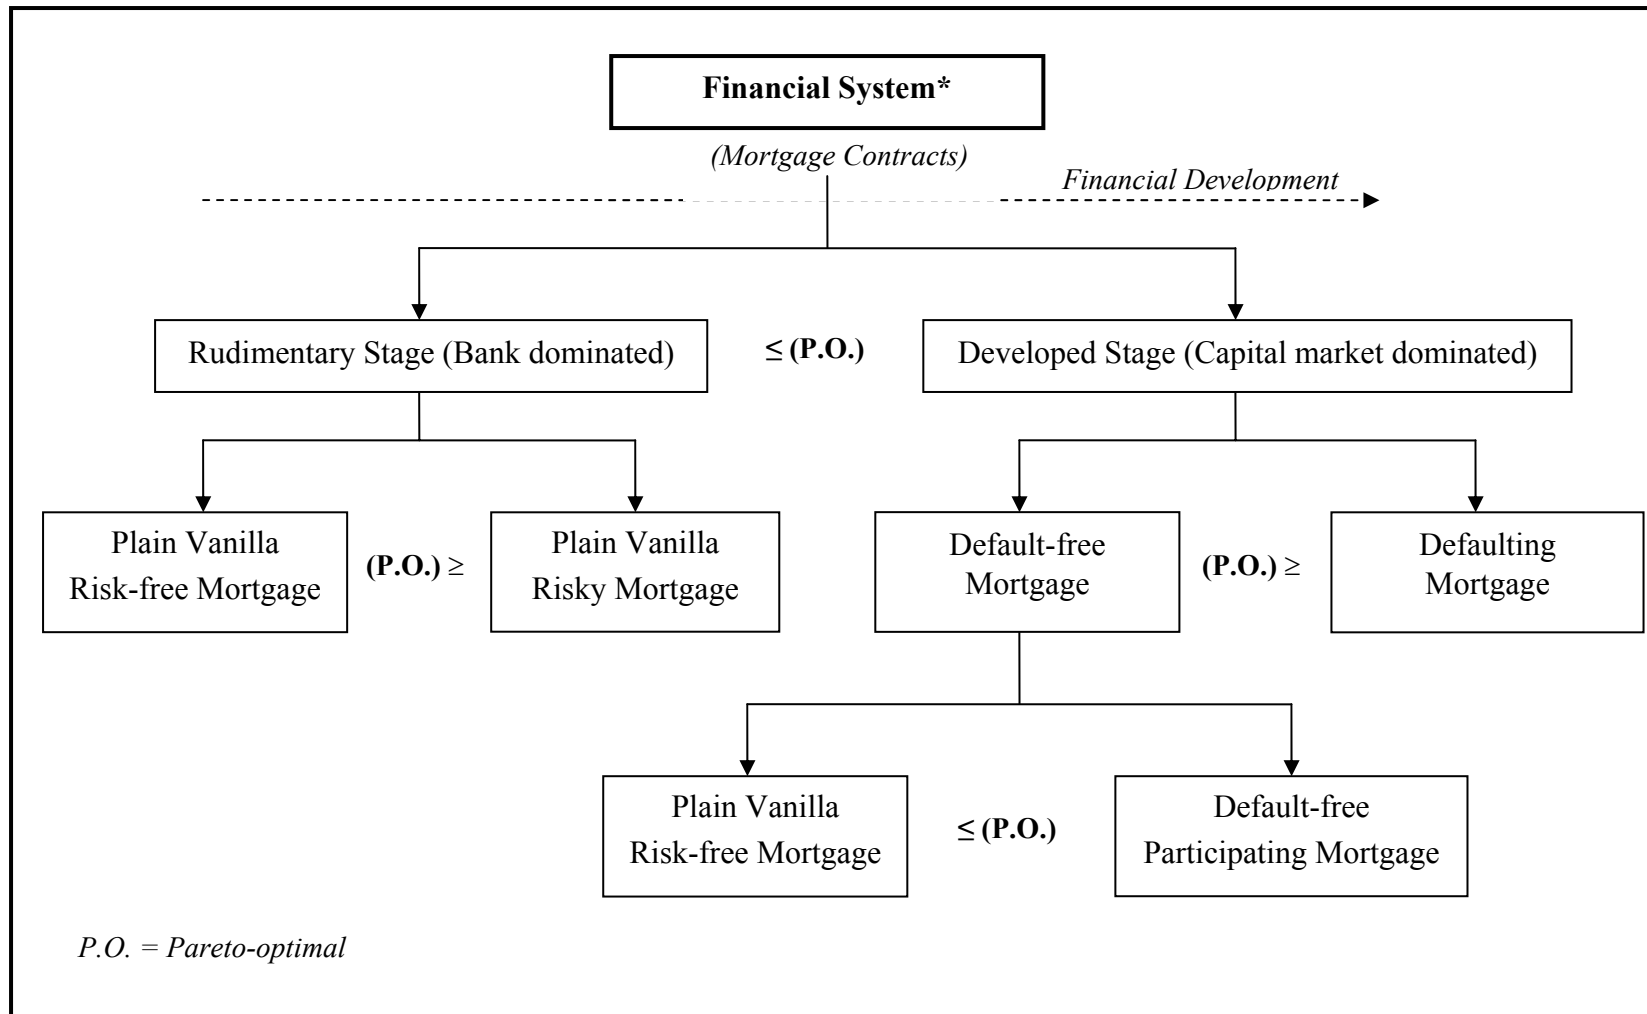 Financial System*
(Mortgage Contracts)
Financial Development
Rudimentary Stage (Bank dominated)
≤ (P.O.)
Developed Stage (Capital market dominated)
Plain Vanilla
Risk-free Mortgage
(P.O.) ≥
Plain Vanilla
Risky Mortgage
Default-free
Mortgage
(P.O.) ≥
Defaulting
Mortgage
Plain Vanilla
Risk-free Mortgage
≤ (P.O.)
Default-free
Participating Mortgage
P.O. = Pareto-optimal